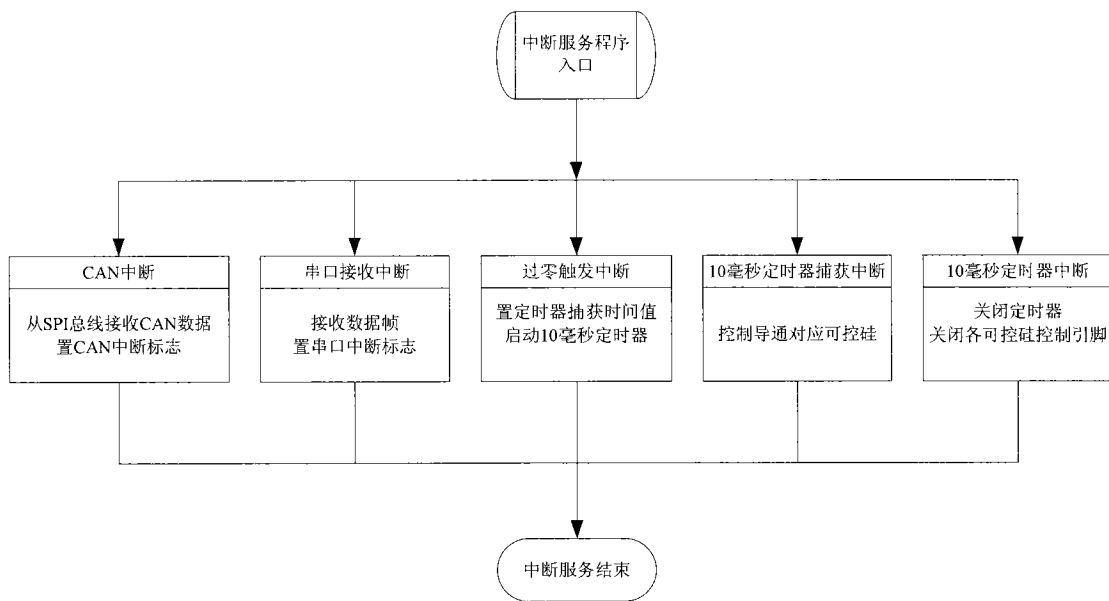 中断服务程序
入口
CAN中断
从SPI总线接收CAN数据
置CAN中断标志
串口接收中断
接收数据帧
置串口中断标志
过零触发中断
置定时器捕获时间值
启动10毫秒定时器
10毫秒定时器捕获中断
控制导通对应可控硅
10毫秒定时器中断
关闭定时器
关闭各可控硅控制引脚
中断服务结束